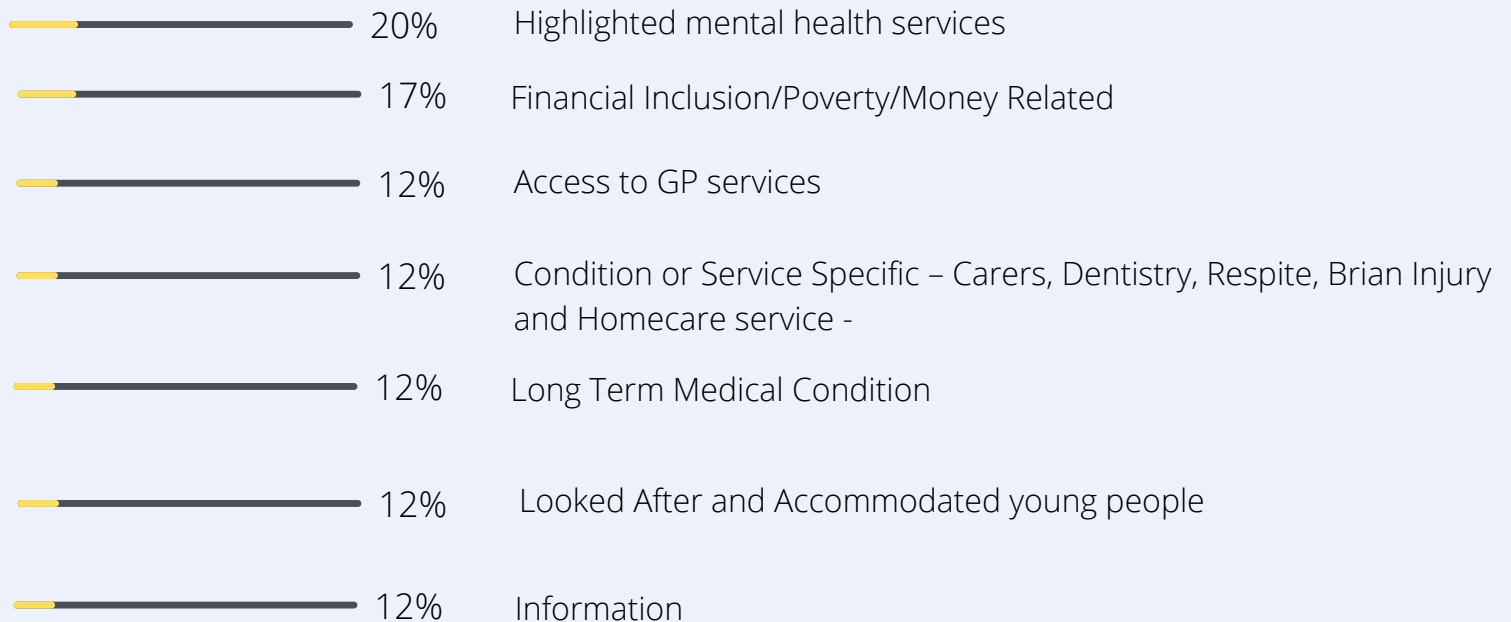 20% Highlighted mental health services
17% Financial Inclusion/Poverty/Money Related
12% Access to GP services
12% Condition or Service Specific – Carers, Dentistry, Respite, Brian Injury
and Homecare service -
12% Long Term Medical Condition
12% Looked After and Accommodated young people
12% Information